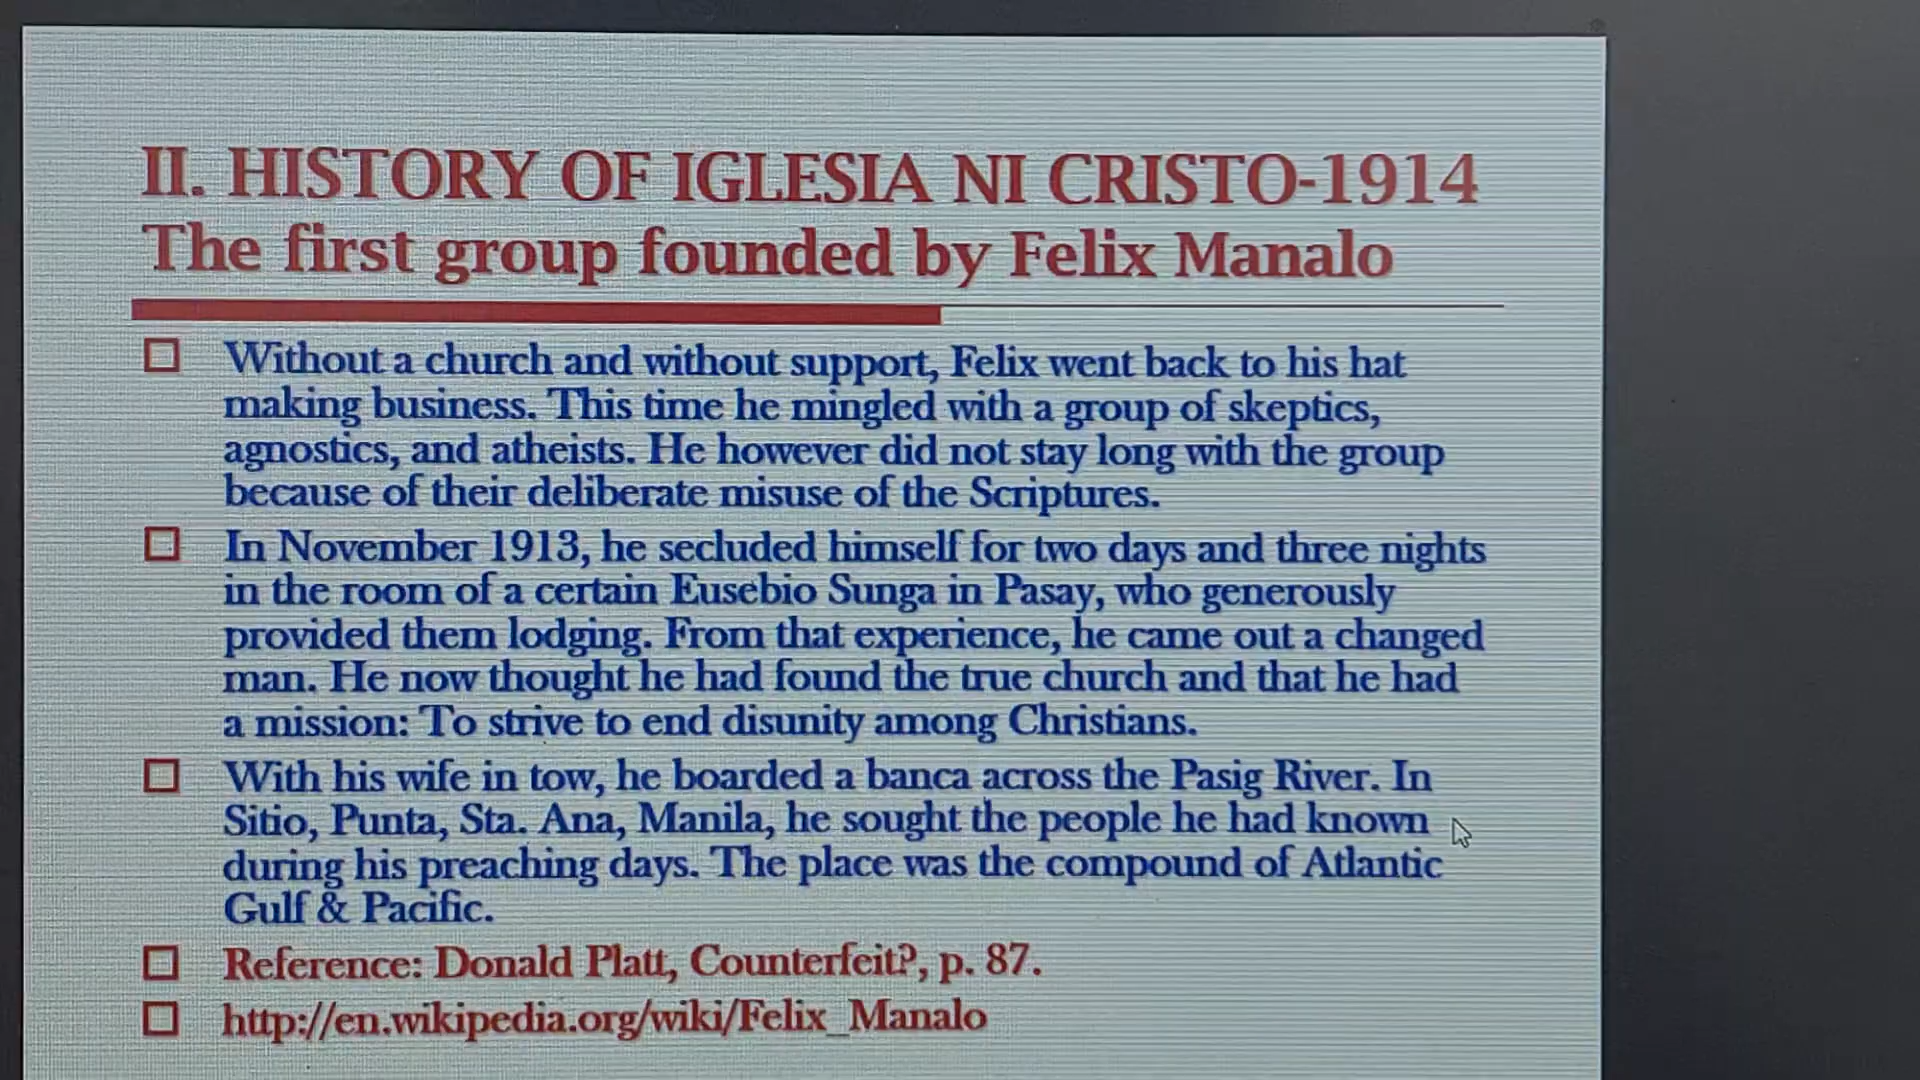 II. HISTORY OF IGLESIA NI CRISTO-1914
The first group founded by Felix Manalo
Without a church and without support, Felix went back to his hat
making business. This time he mingled with a group of skeptics,
agnostics, and atheists. He however did not stay long with the group
because of their deliberate misuse of the Scriptures.
In November 1913, he secluded himself for two days and three nights
in the room of a certain Eusebio Sunga in Pasay, who generously
provided them lodging. From that experience, he came out a changed
man. He now thought he had found the true church and that he had
a mission: To strive to end disunity among Christians.
With his wife in tow, he boarded a banca across the Pasig River. In
Sitio, Punta, Sta. Ana, Manila, he sought the people he had known
during his preaching days. The place was the compound of Atlantic
Gulf & Pacific.
Reference: Donald Platt, Counterfeit?, p. 87.
http://en.wikipedia.org/wiki/Felix_Manalo